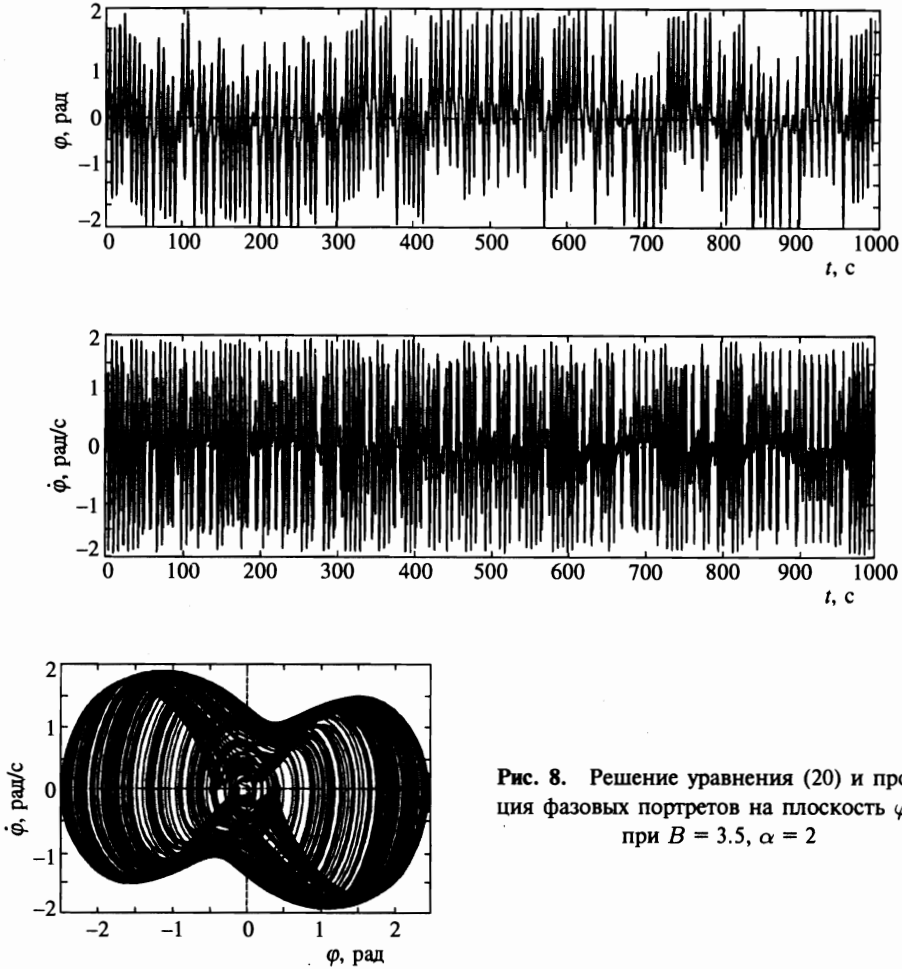 2
1
0
−1
−2
φ, рад
0 100 200 300 400 500 600 700 800 900 1000
t, с
2
1
0
−1
−2
φ̇, рад/с
0 100 200 300 400 500 600 700 800 900 1000
t, с
2
1
0
−1
−2
φ̇, рад/с
−2 −1 0 1 2
φ, рад
Рис. 8. Решение уравнения (20) и про
ция фазовых портретов на плоскость φ
при B = 3.5, α = 2